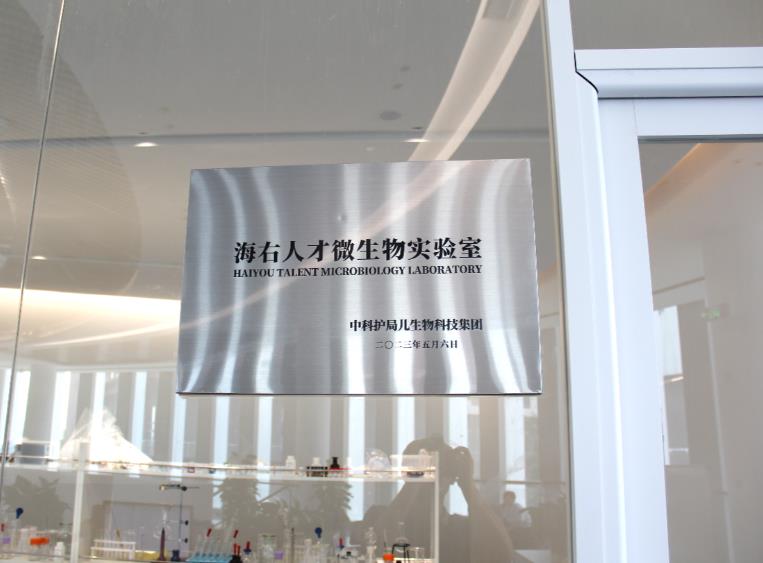 海右人才微生物实验室
HAIYOU TALENT MICROBIOLOGY LABORATORY
中科护局儿生物科技集团
二〇二三年五月六日